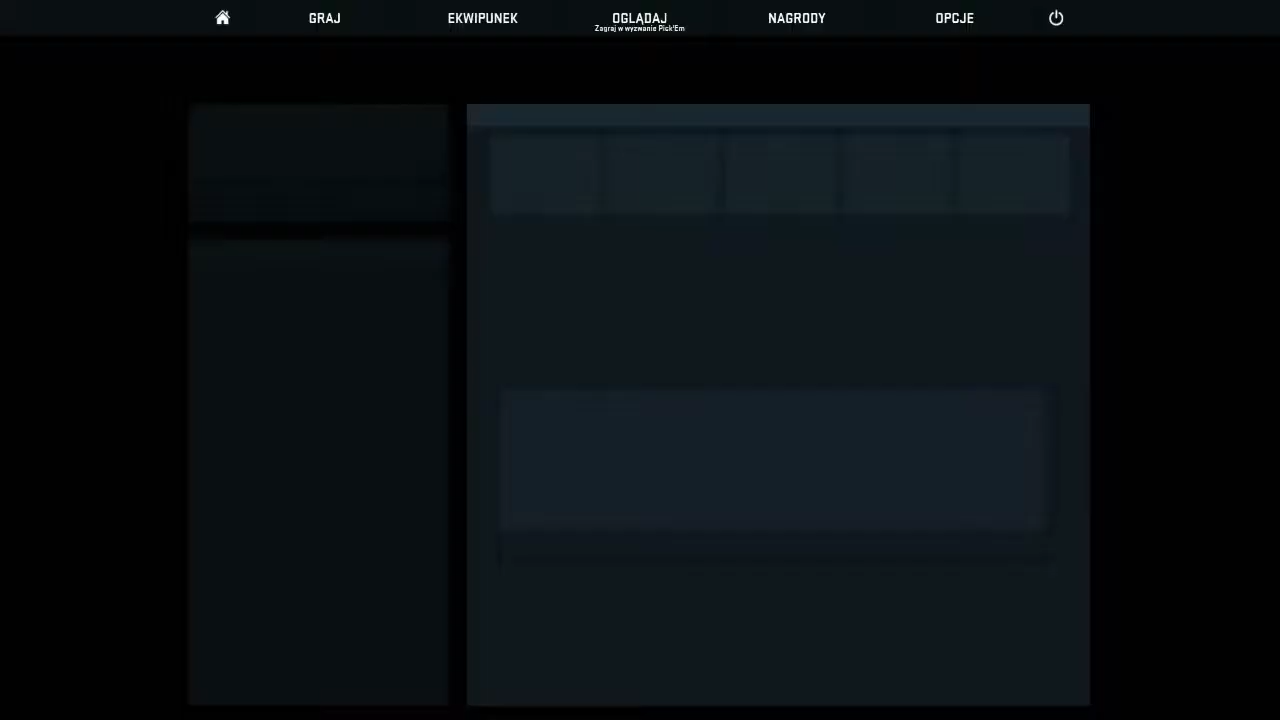 GRAJ
EKWIPUNEK
OGLĄDAJ
Zagraj w wyzwanie Pick'Em
NAGRODY
OPCJE